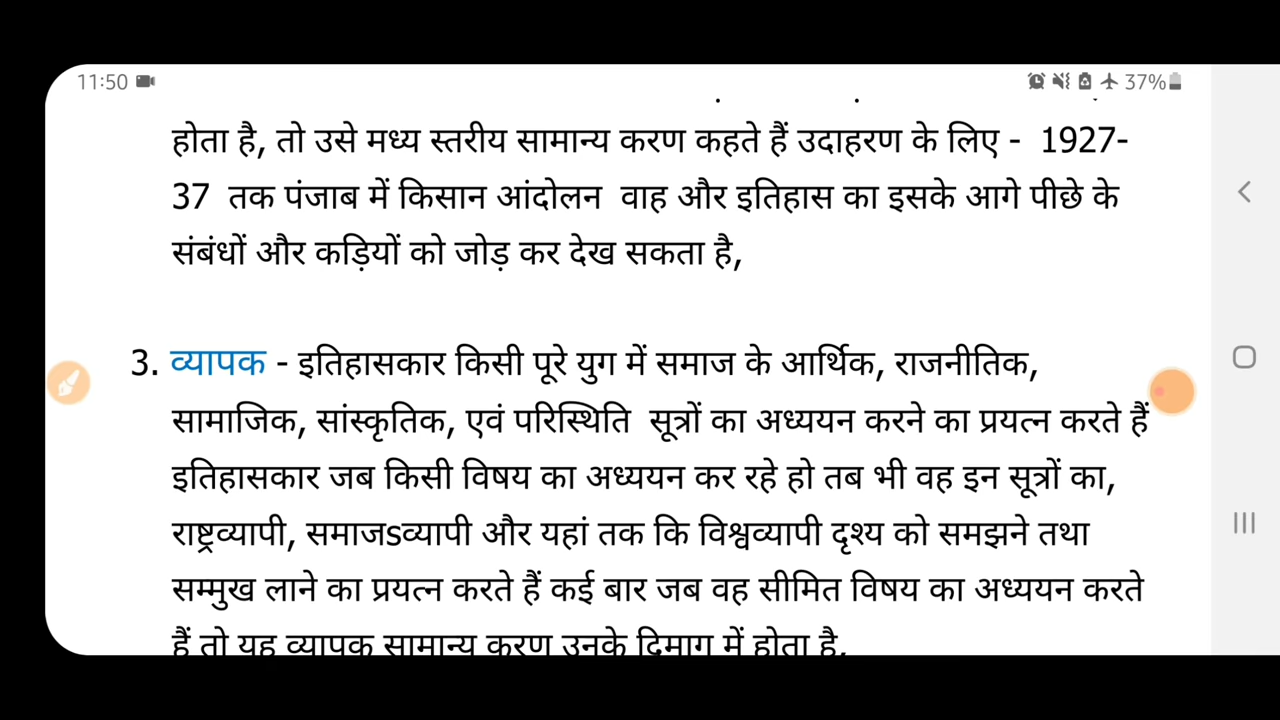 11:50
37%
होता है, तो उसे मध्य स्तरीय सामान्य करण कहते हैं उदाहरण के लिए - 1927-
37 तक पंजाब में किसान आंदोलन वाह और इतिहास का इसके आगे पीछे के
संबंधों और कड़ियों को जोड़ कर देख सकता है,
3. व्यापक - इतिहासकार किसी पूरे युग में समाज के आर्थिक, राजनीतिक,
सामाजिक, सांस्कृतिक, एवं परिस्थिति सूत्रों का अध्ययन करने का प्रयत्न करते हैं
इतिहासकार जब किसी विषय का अध्ययन कर रहे हो तब भी वह इन सूत्रों का,
राष्ट्रव्यापी, समाजsव्यापी और यहां तक कि विश्वव्यापी दृश्य को समझने तथा
सम्मुख लाने का प्रयत्न करते हैं कई बार जब वह सीमित विषय का अध्ययन करते
हैं तो यह व्यापक सामान्य करण उनके दिमाग में होता है,